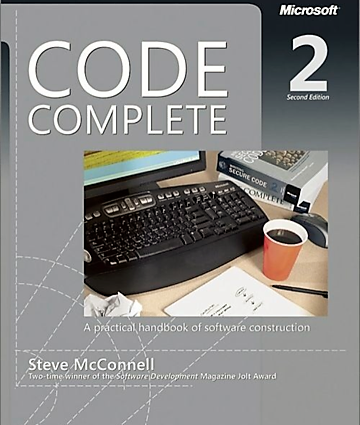 Microsoft
CODE
COMPLETE
2
Second Edition
SECURE CODE 2
COMPLETE
A practical handbook of software construction
Steve McConnell
Two-time winner of the Software Development Magazine Jolt Award